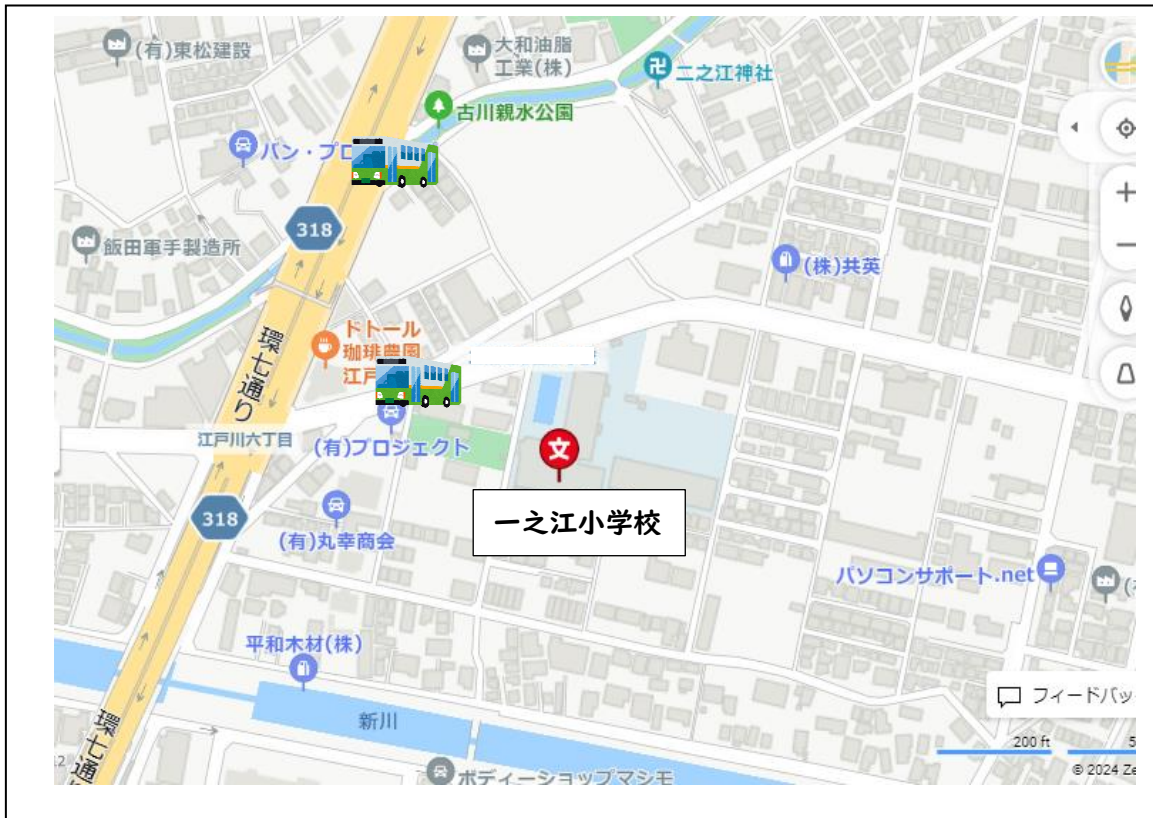 (有)東松建設
大和油脂
工業(株)
二之江神社
古川親水公園
バン・プロ
318
飯田軍手製造所
(株)共英
環七通り
ドトール
珈琲農園
江戸
江戸川六丁目
(有)プロジェクト
文
一之江小学校
318
(有)丸幸商会
パソコンサポート.net
平和木材(株)
フィードバッ
新川
環七通り
200 ft
ボディーショップマシモ
© 2024 Ze